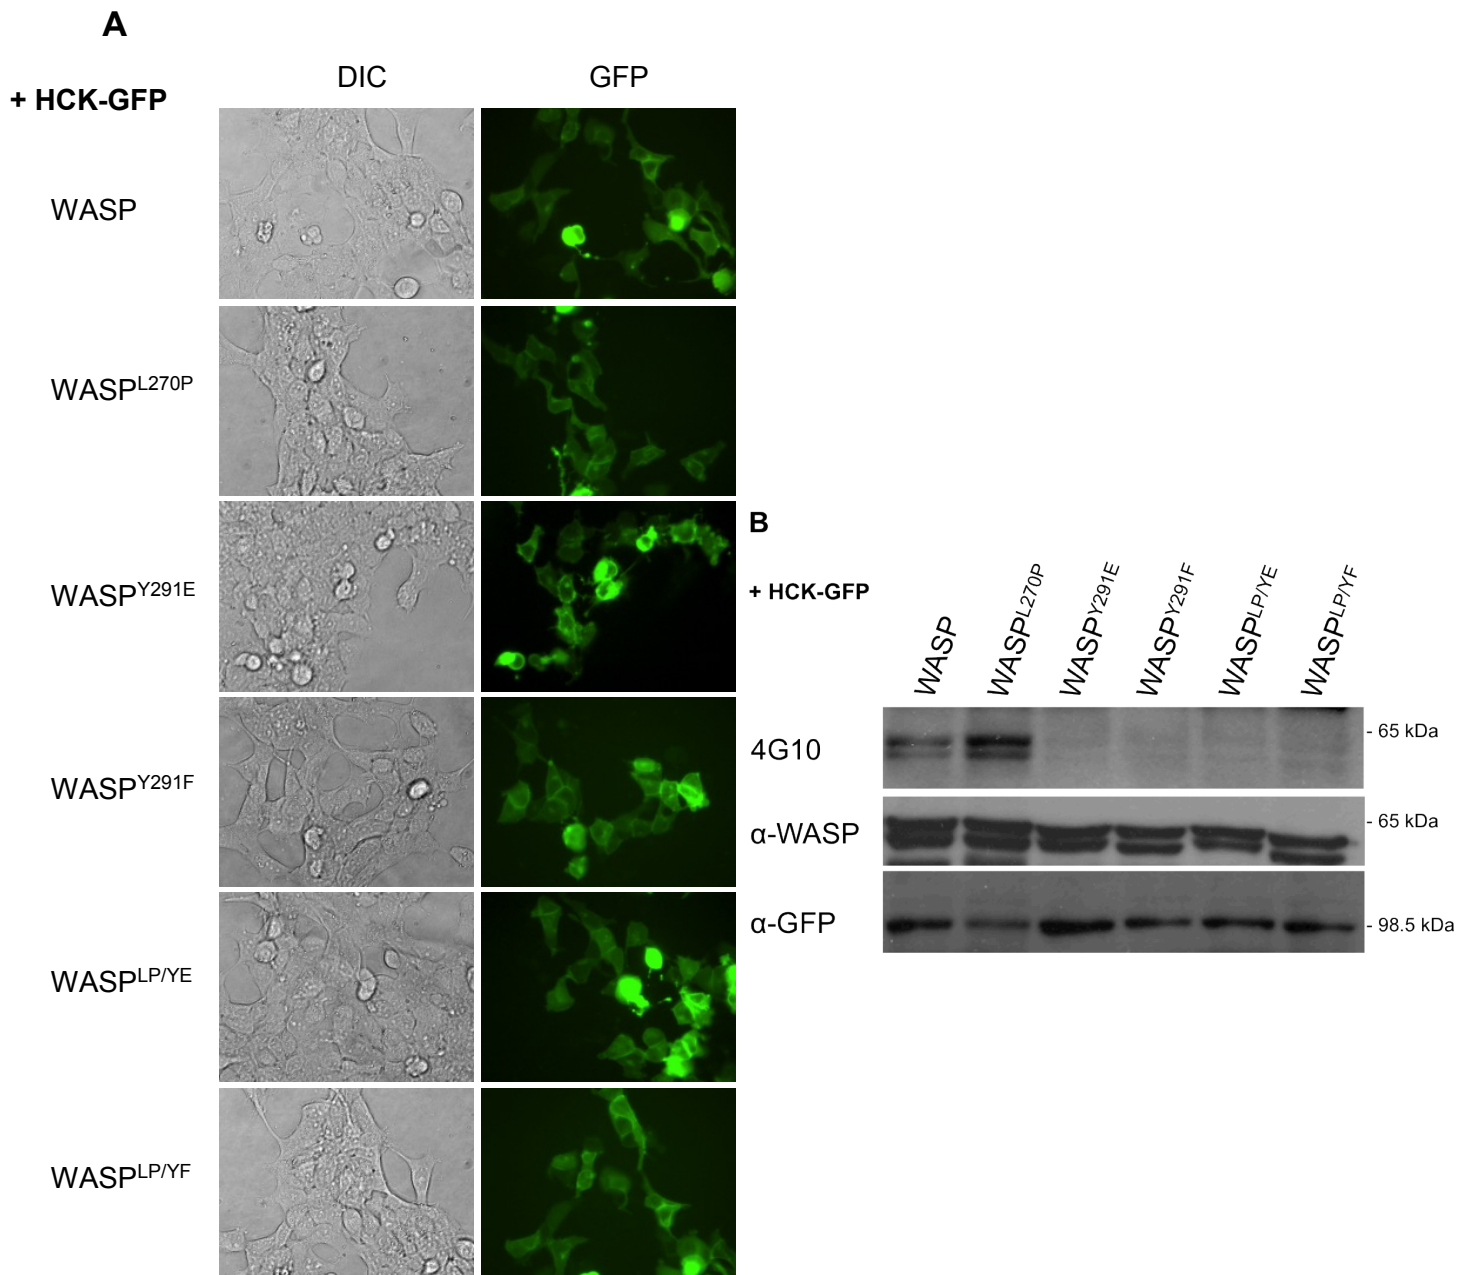 A
DIC GFP
+ HCK-GFP
WASP
WASPL270P
WASPY291E
WASPY291F
WASPLP/YE
WASPLP/YF
B
+ HCK-GFP
WASP WASPL270P WASPY291E WASPY291F WASPLP/YE WASPLP/YF
4G10 - 65 kDa
α-WASP - 65 kDa
α-GFP - 98.5 kDa